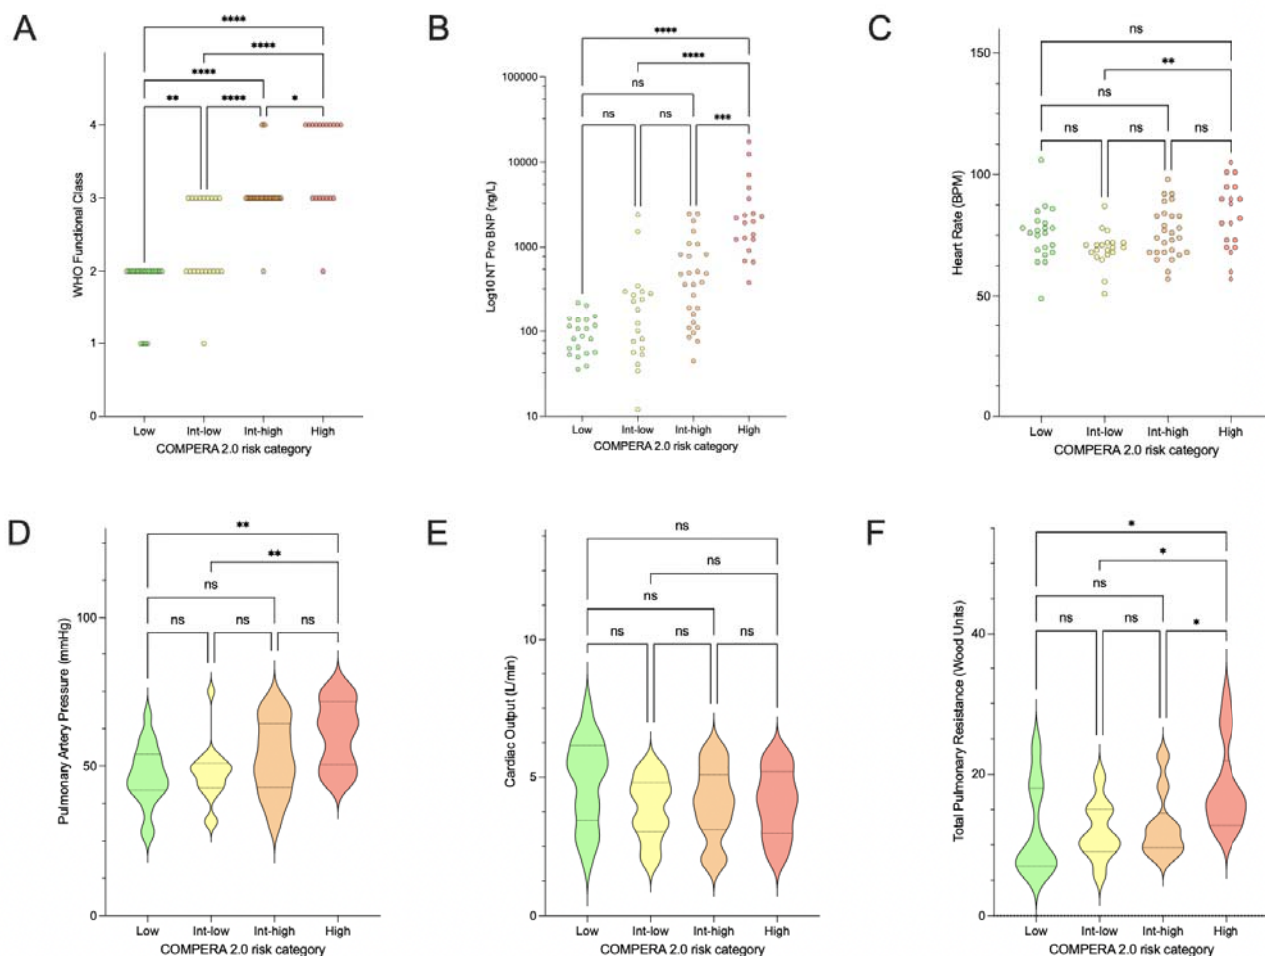 A
****
****
****
** **** *
WHO Functional Class
4
3
2
1
0
Low Int-low Int-high High
COMPERA 2.0 risk category
B
****
****
ns
ns ns ***
Log10 NT Pro BNP (ng/L)
100000
10000
1000
100
10
Low Int-low Int-high High
COMPERA 2.0 risk category
C
ns
**
ns
ns ns ns
Heart Rate (BPM)
150
100
50
0
Low Int-low Int-high High
COMPERA 2.0 risk category
D
**
**
ns
ns ns ns
Pulmonary Artery Pressure (mmHg)
100
50
0
Low Int-low Int-high High
COMPERA 2.0 risk category
E
ns
ns
ns
ns ns ns
Cardiac Output (L/min)
10
5
0
Low Int-low Int-high High
COMPERA 2.0 risk category
F
*
*
ns
ns ns *
Total Pulmonary Resistance (Wood Units)
40
20
0
Low Int-low Int-high High
COMPERA 2.0 risk category